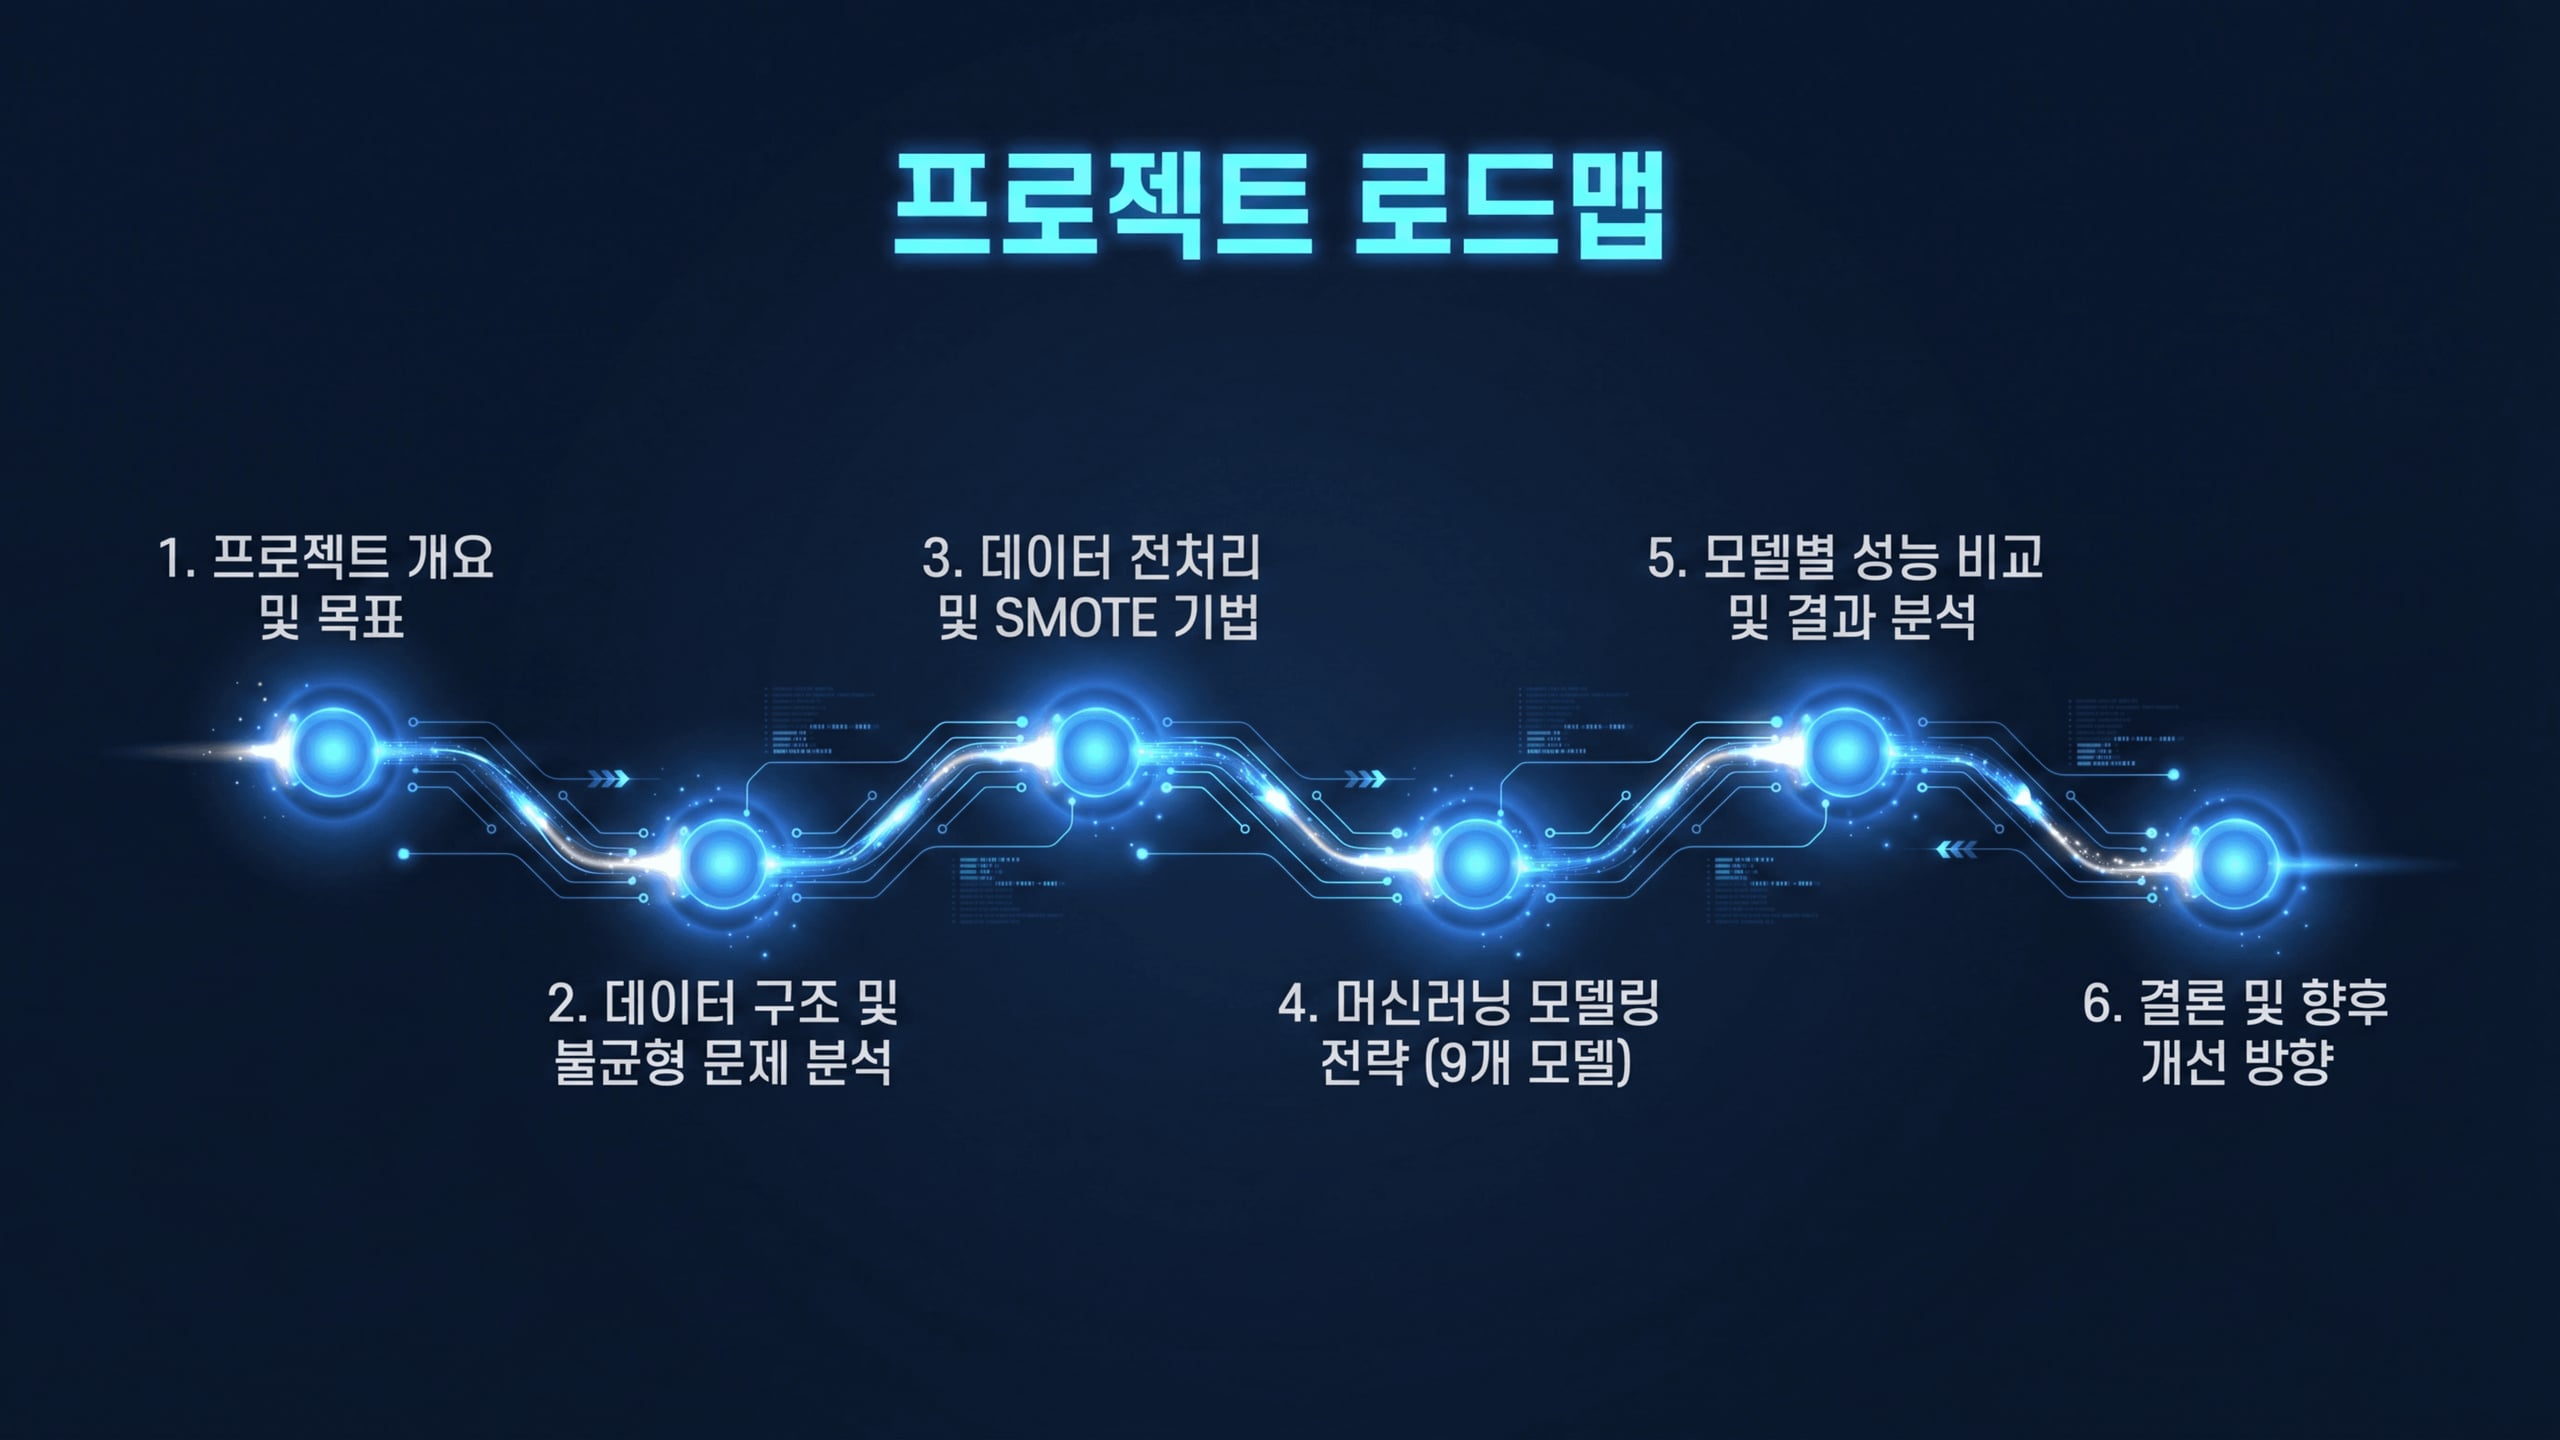 프로젝트 로드맵
1. 프로젝트 개요
및 목표
2. 데이터 구조 및
불균형 문제 분석
3. 데이터 전처리
및 SMOTE 기법
4. 머신러닝 모델링
전략 (9개 모델)
5. 모델별 성능 비교
및 결과 분석
6. 결론 및 향후
개선 방향